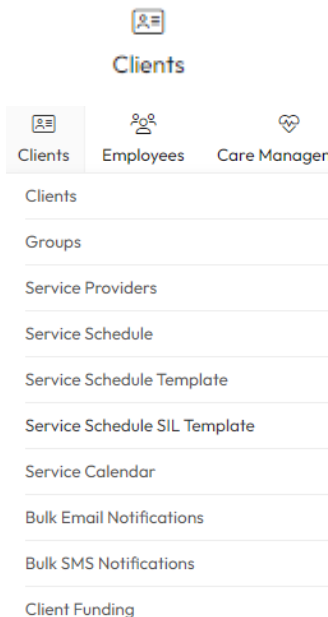 Clients
Clients Employees Care Manager
Clients
Groups
Service Providers
Service Schedule
Service Schedule Template
Service Schedule SIL Template
Service Calendar
Bulk Email Notifications
Bulk SMS Notifications
Client Funding